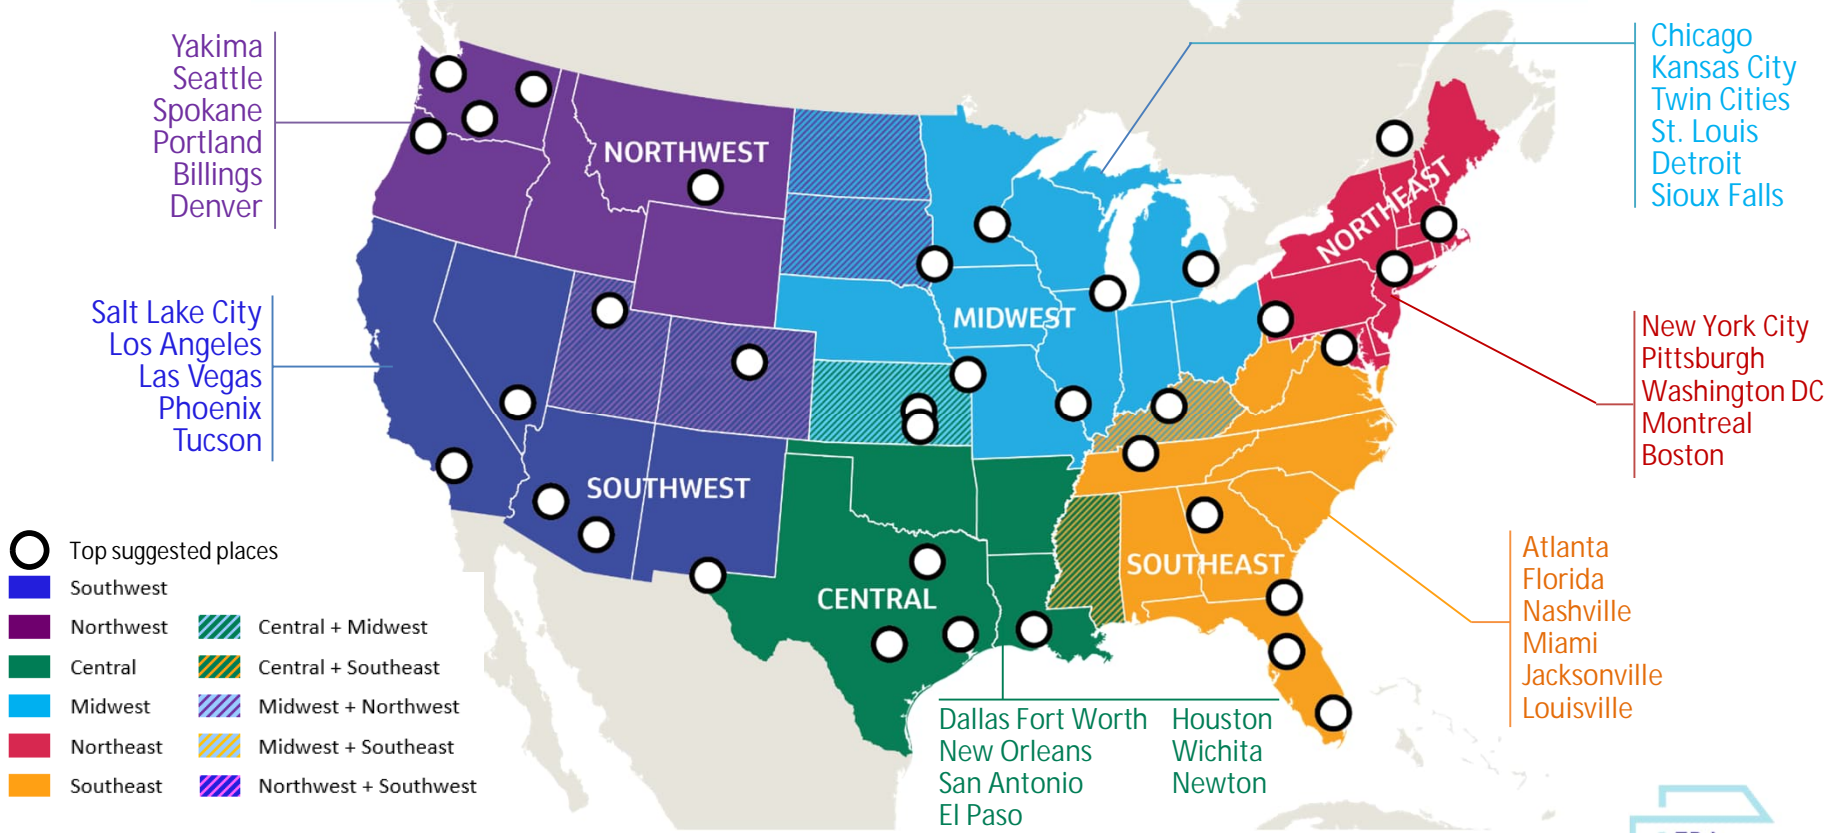 Yakima
Seattle
Spokane
Portland
Billings
Denver
Chicago
Kansas City
Twin Cities
St. Louis
Detroit
Sioux Falls
NORTHWEST
NORTHEAST
MIDWEST
Salt Lake City
Los Angeles
Las Vegas
Phoenix
Tucson
New York City
Pittsburgh
Washington DC
Montreal
Boston
SOUTHWEST
SOUTHEAST
CENTRAL
Atlanta
Florida
Nashville
Miami
Jacksonville
Louisville
Top suggested places
Southwest
Northwest
Central
Midwest
Northeast
Southeast
Central + Midwest
Central + Southeast
Midwest + Northwest
Midwest + Southeast
Northwest + Southwest
Dallas Fort Worth
New Orleans
San Antonio
El Paso
Houston
Wichita
Newton